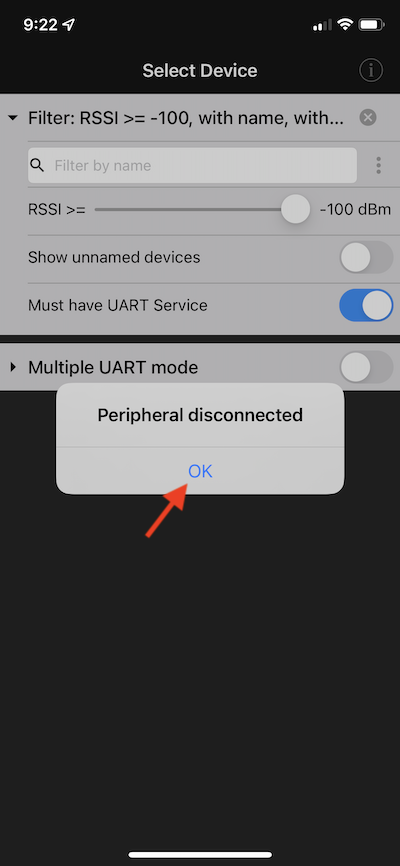 9:22
Select Device
Filter: RSSI >= -100, with name, with...
Filter by name
RSSI >= -100 dBm
Show unnamed devices
Must have UART Service
Multiple UART mode
Peripheral disconnected
OK